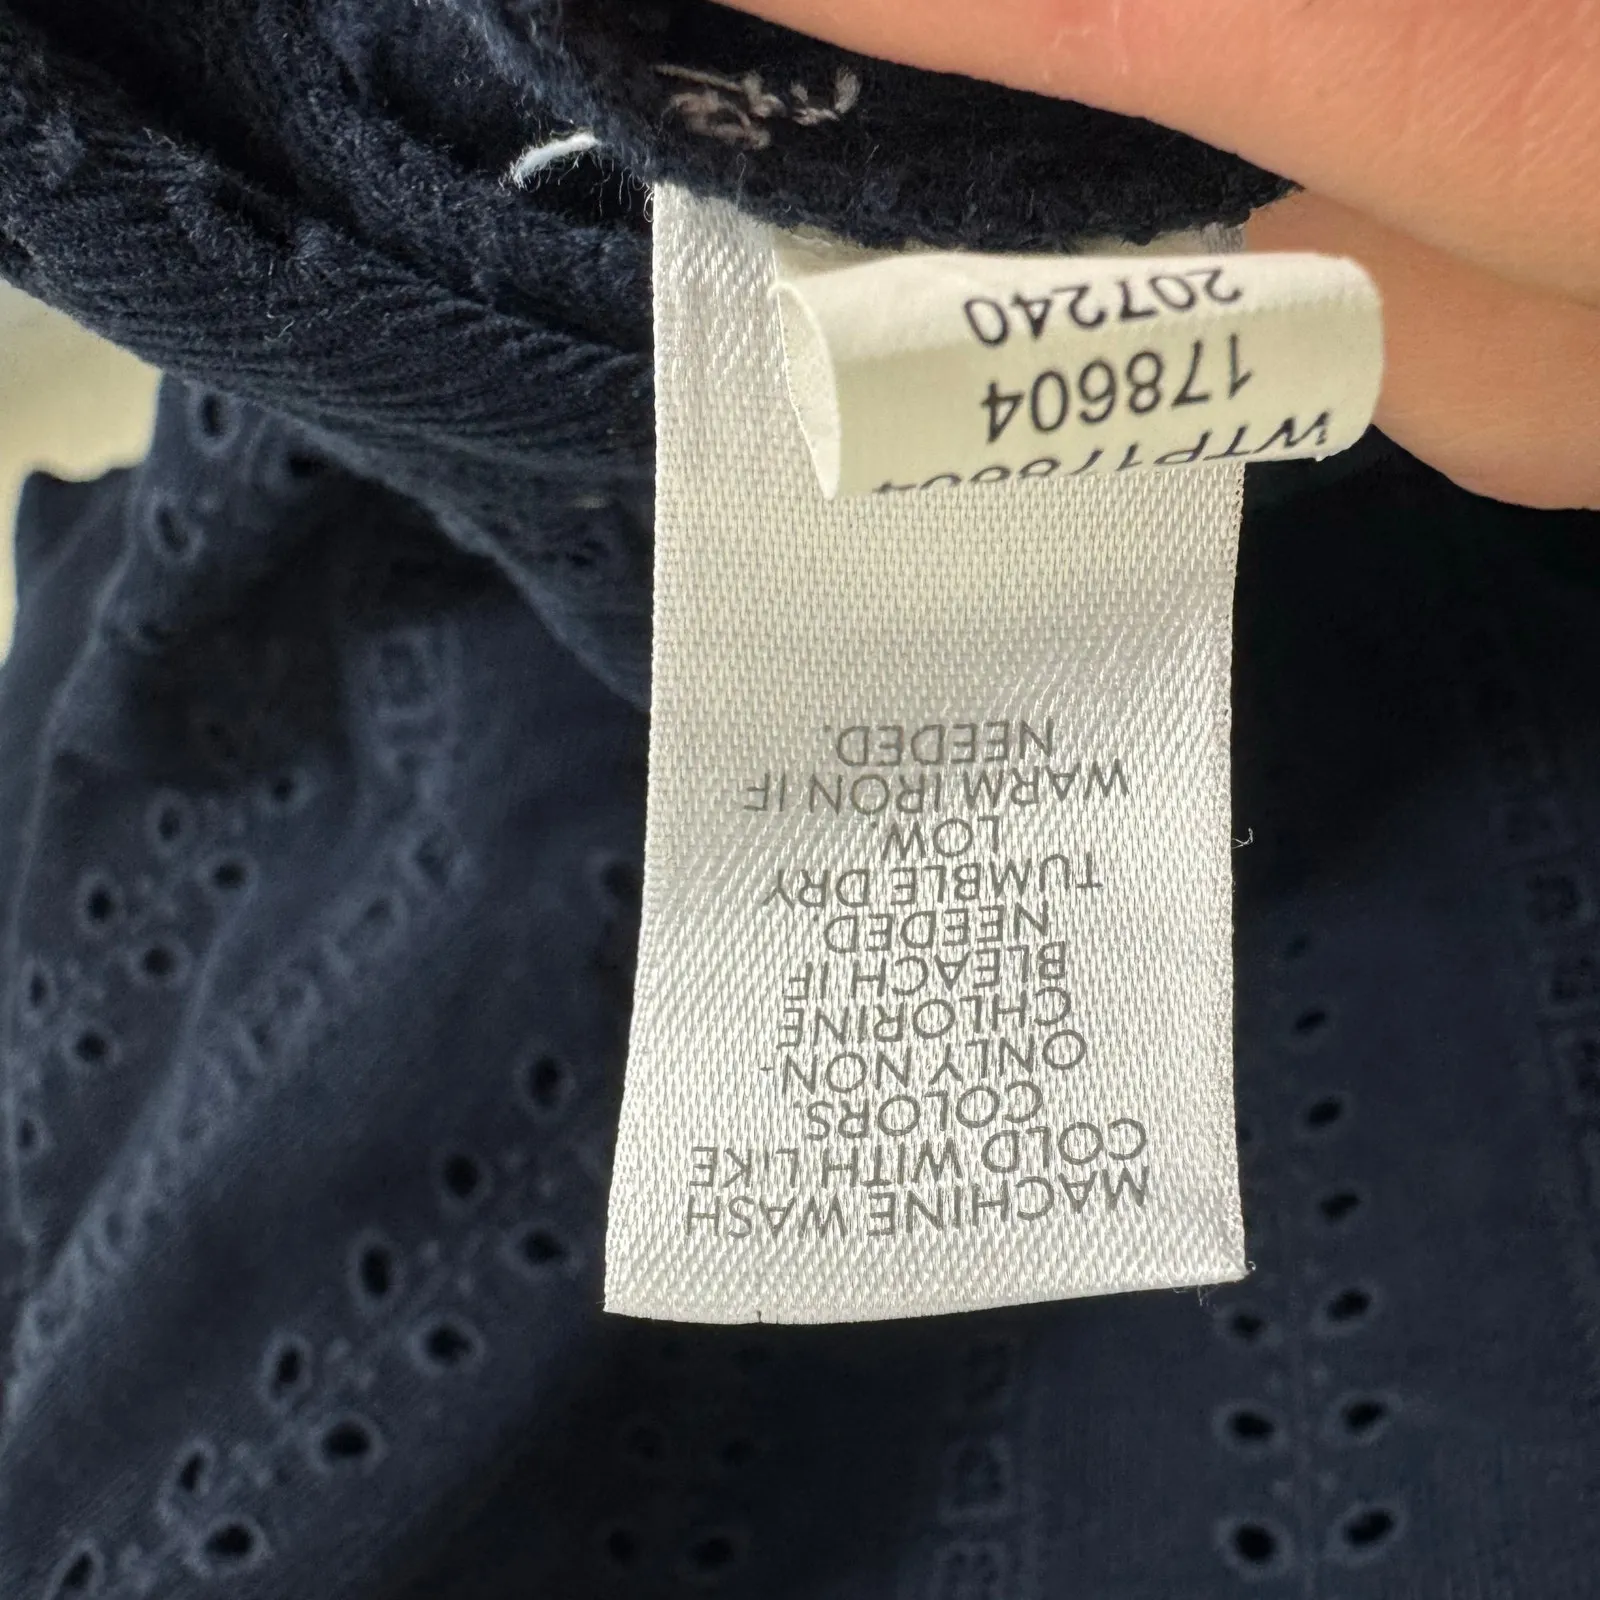 MACHINE WASH
COLD WITH LIKE
COLORS.
ONLY NON-
CHLORINE
BLEACH IF
NEEDED
TUMBLE DRY
LOW.
WARM IRON IF
NEEDED.
WTP178604
178604
207240